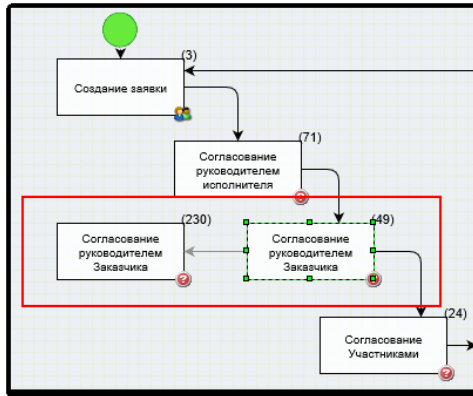 (3)
Создание заявки
(71)
Согласование
руководителем
исполнителя
(230)
Согласование
руководителем
Заказчика
(49)
Согласование
руководителем
Заказчика
(24)
Согласование
Участниками